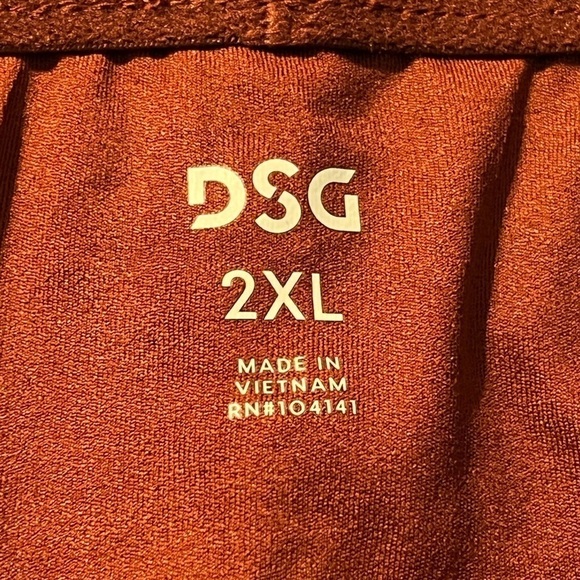 DSG
2XL
MADE IN
VIETNAM
RN#104141